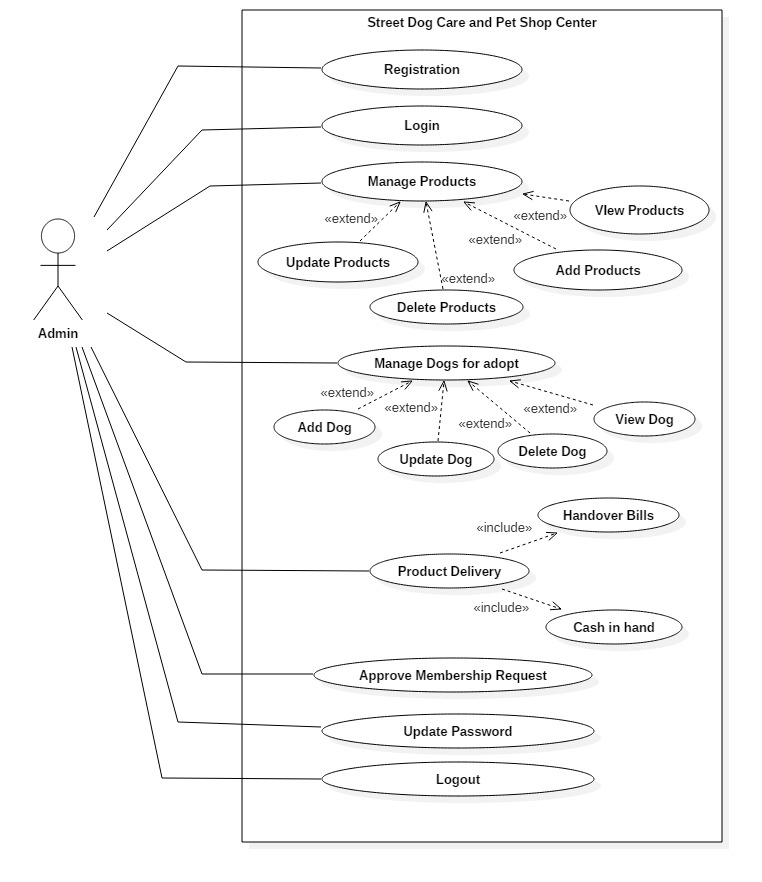 Street Dog Care and Pet Shop Center
Registration
Login
Manage Products
VIew Products
«extend»
«extend»
«extend»
Update Products
Add Products
«extend»
Delete Products
Admin
Manage Dogs for adopt
«extend»
«extend»
«extend»
«extend»
Add Dog
View Dog
Update Dog
Delete Dog
Handover Bills
«include»
Product Delivery
«include»
Cash in hand
Approve Membership Request
Update Password
Logout